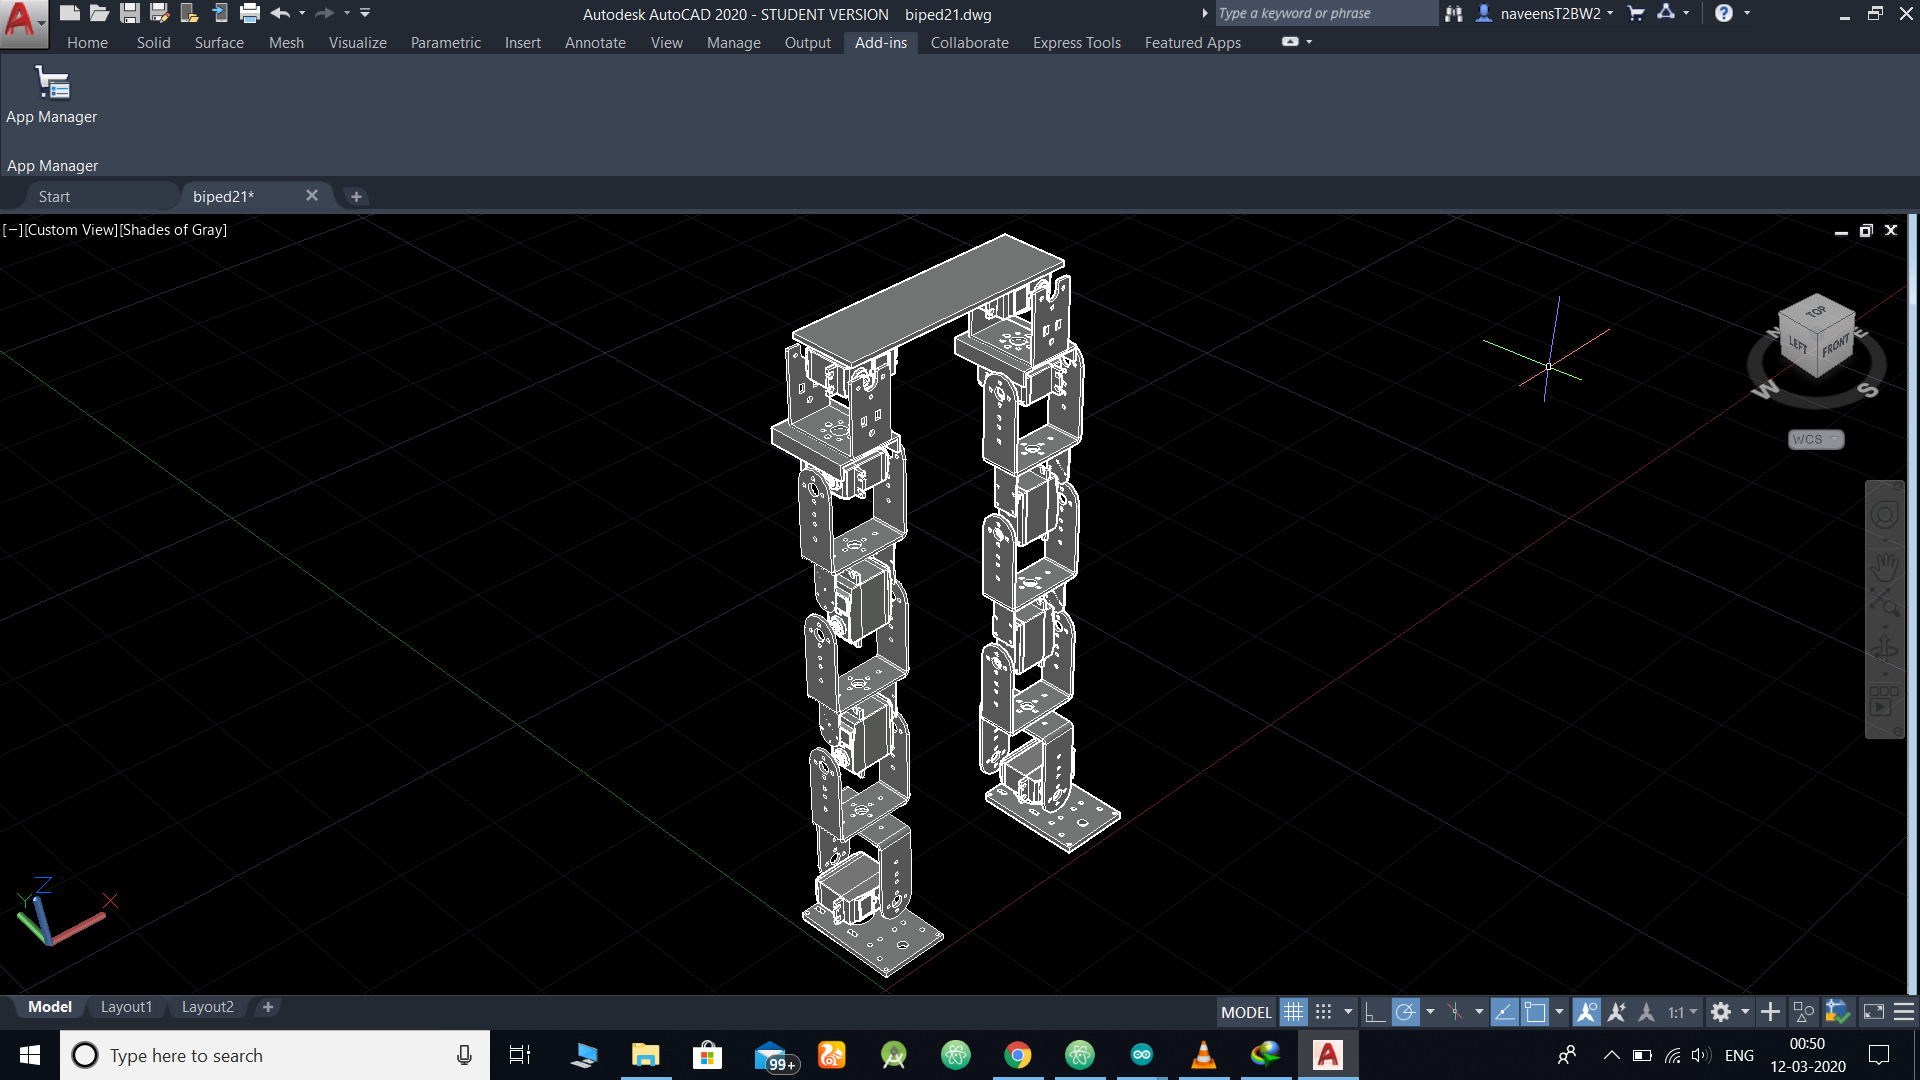 Autodesk AutoCAD 2020 - STUDENT VERSION biped21.dwg
Type a keyword or phrase
naveensT2BW2
Home Solid Surface Mesh Visualize Parametric Insert Annotate View Manage Output Add-ins Collaborate Express Tools Featured Apps
App Manager
App Manager
Start biped21*
[−][Custom View][Shades of Gray]
TOP
LEFT FRONT
N E
W S
WCS
Z
Y X
Model Layout1 Layout2
MODEL 1:1
Type here to search
99+
ENG
00:50
12-03-2020